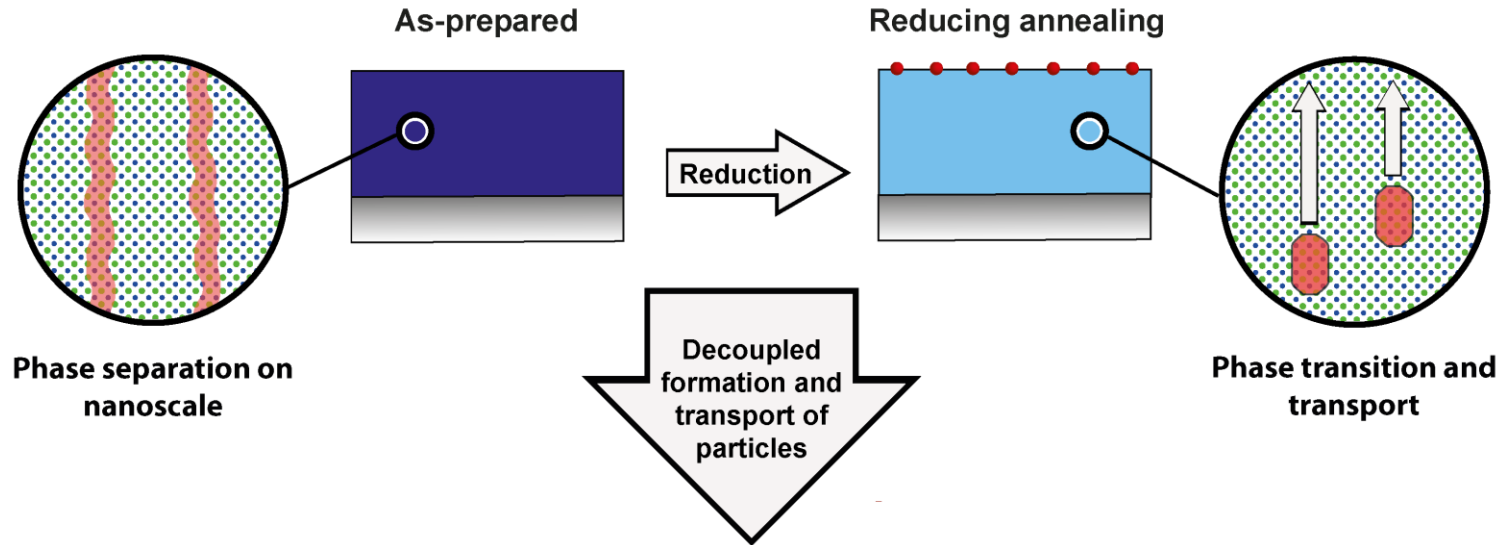 As-prepared
Reducing annealing
Reduction
Phase separation on
nanoscale
Decoupled
formation and
transport of
particles
Phase transition and
transport